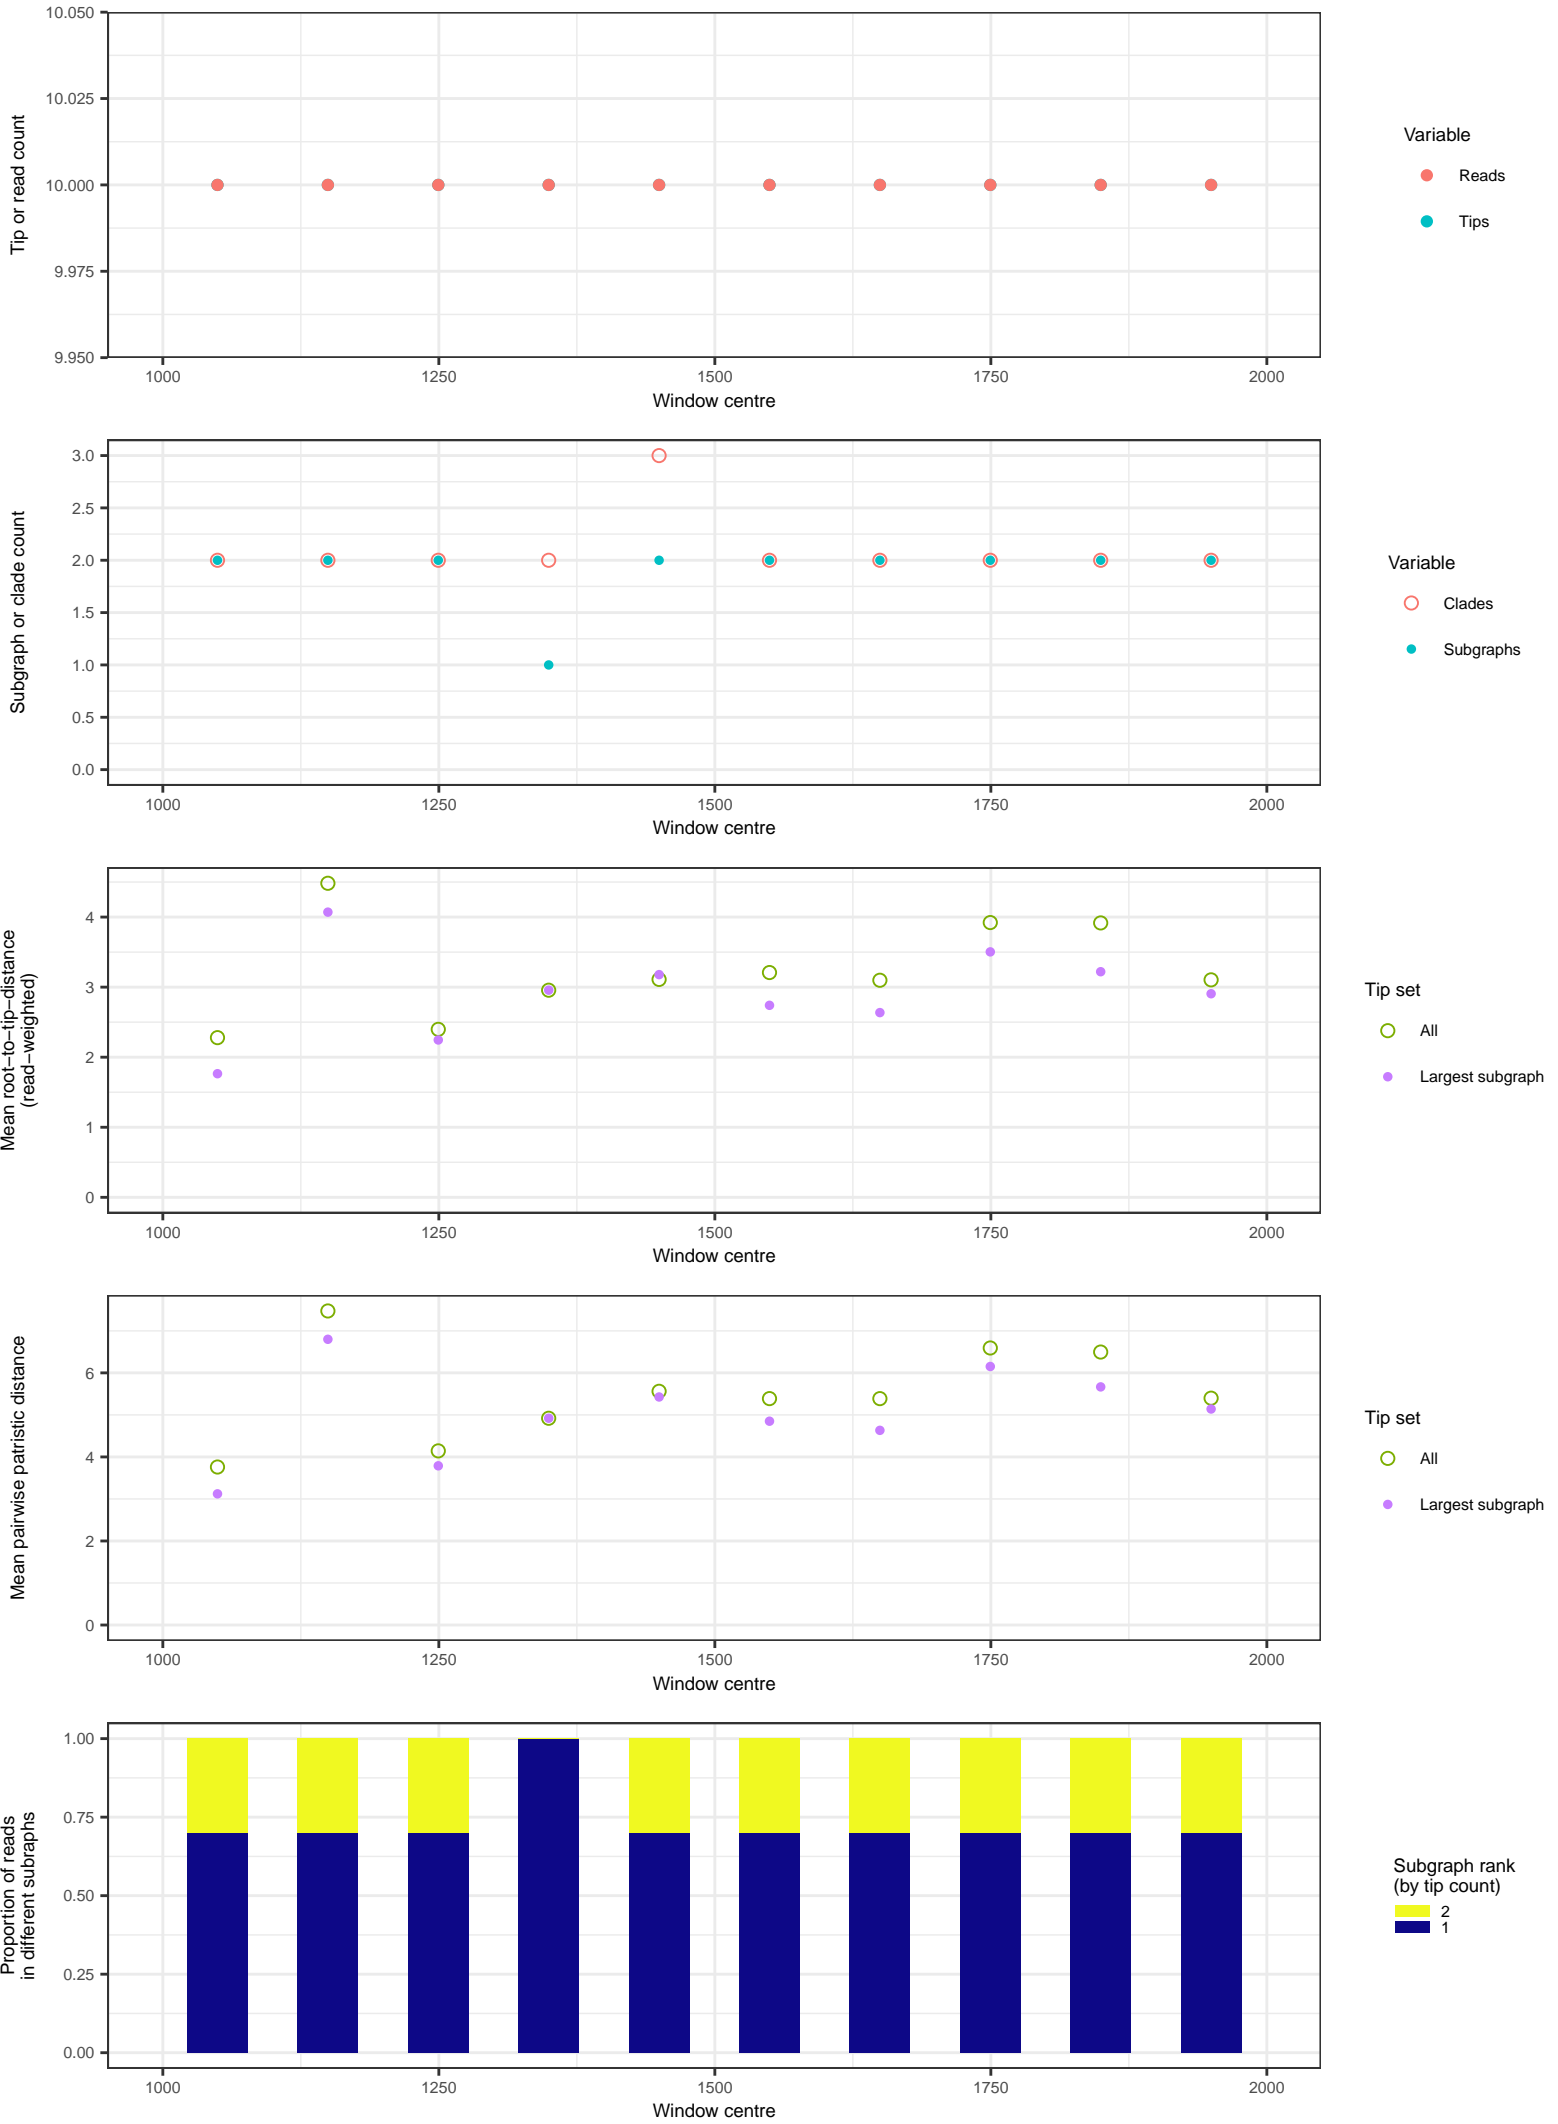 10.050
10.025
10.000
9.975
9.950
Tip or read count
1000 1250 1500 1750 2000
Window centre
Variable
Reads
Tips
3.0
2.5
2.0
1.5
1.0
0.5
0.0
Subgraph or clade count
1000 1250 1500 1750 2000
Window centre
Variable
Clades
Subgraphs
4
3
2
1
0
Mean root−to−tip−distance
(read−weighted)
1000 1250 1500 1750 2000
Window centre
Tip set
All
Largest subgraph
6
4
2
0
Mean pairwise patristic distance
1000 1250 1500 1750 2000
Window centre
Tip set
All
Largest subgraph
1.00
0.75
0.50
0.25
0.00
Proportion of reads
in different subraphs
1000 1250 1500 1750 2000
Window centre
Subgraph rank
(by tip count)
2
1